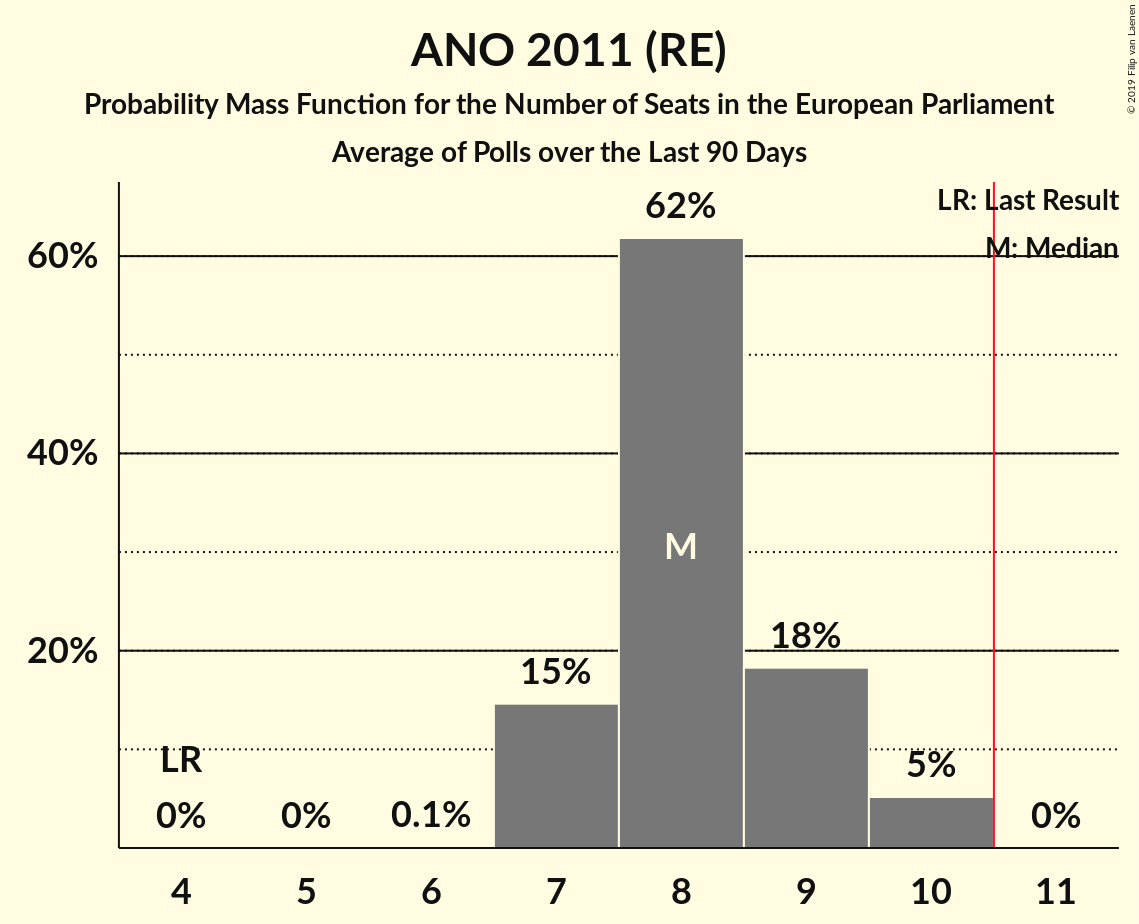 ANO 2011 (RE)
Probability Mass Function for the Number of Seats in the European Parliament
Average of Polls over the Last 90 Days
© 2019 Filip van Laenen
LR: Last Result
M: Median
62%
60%
40%
M
20%
18%
15%
LR
5%
0%
0%
0.1%
0%
4 5 6 7 8 9 10 11